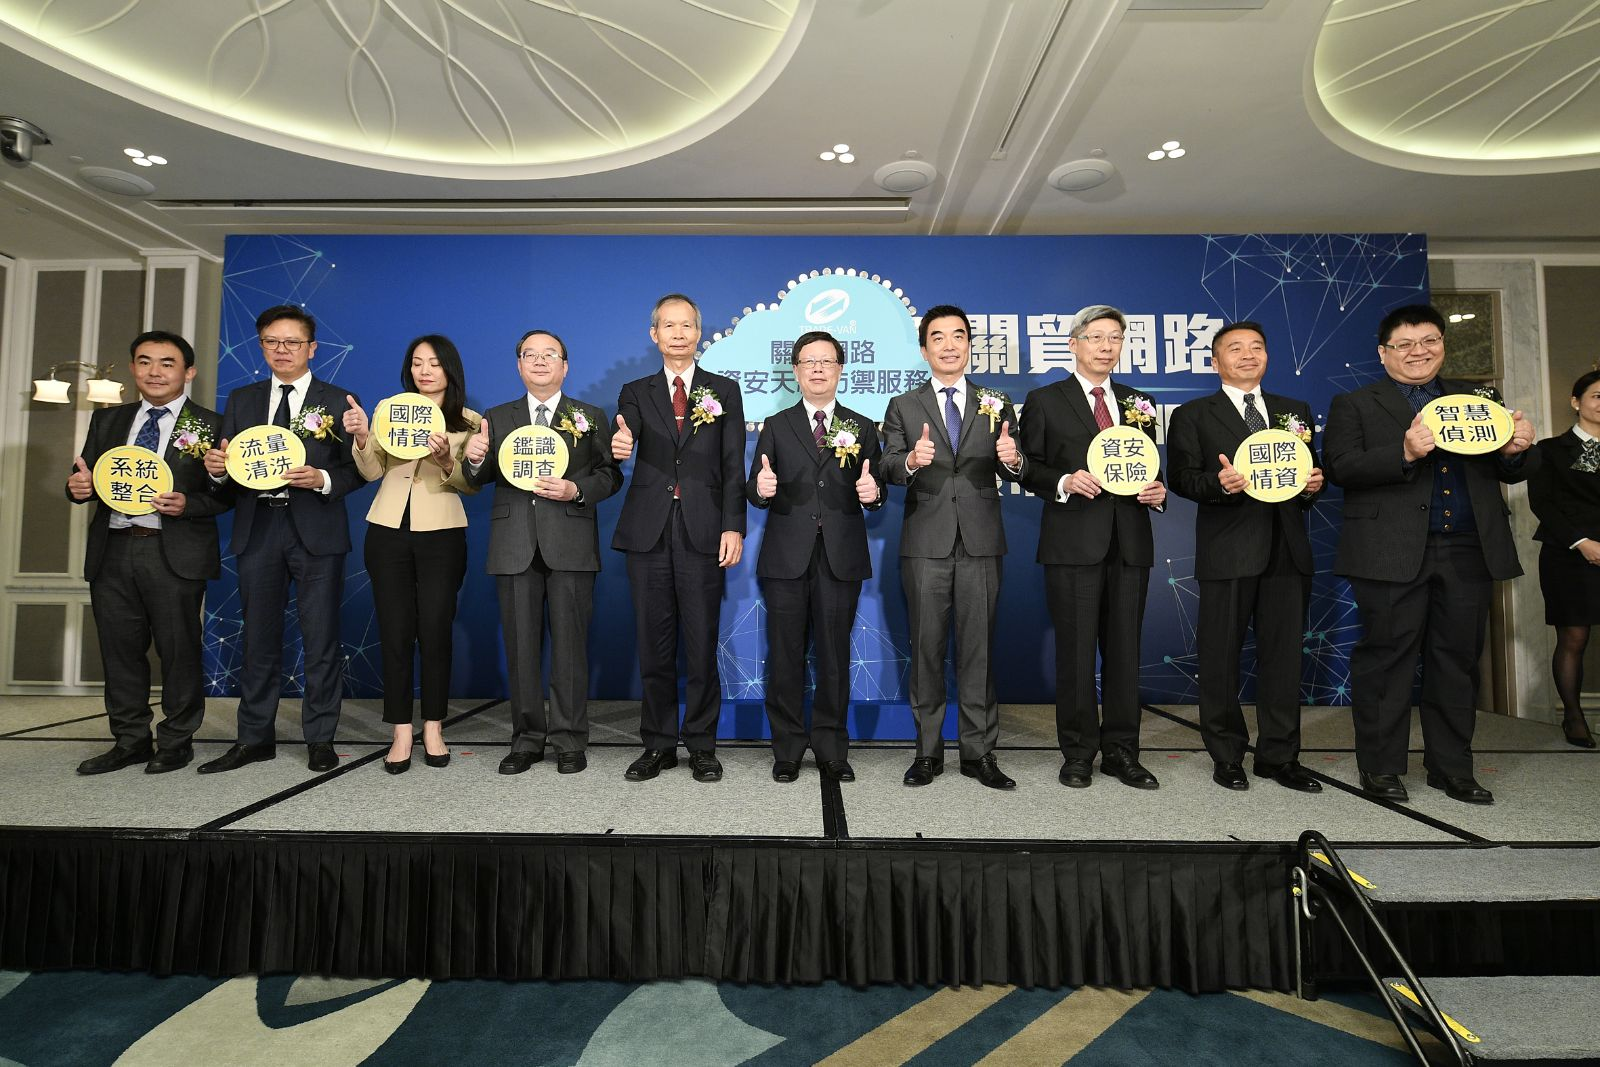 TRADE-VAN
關
網路
資安天
防禦服務
關貿網路
系統
整合
流量
清洗
國際
情資
鑑識
調查
資安
保險
國際
情資
智慧
偵測